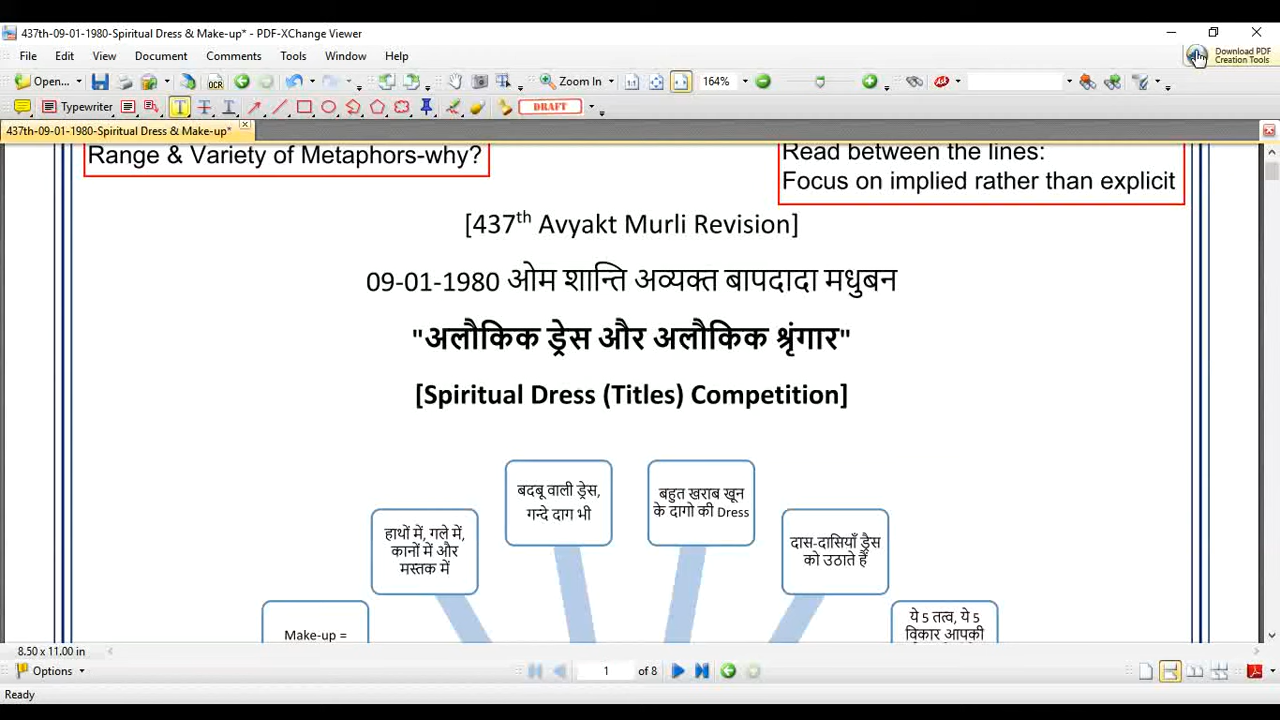 437th-09-01-1980-Spiritual Dress & Make-up* - PDF-XChange Viewer
File Edit View Document Comments Tools Window Help
Download PDF
Creation Tools
Open... OCR Zoom In 164%
Typewriter DRAFT
437th-09-01-1980-Spiritual Dress & Make-up*
Range & Variety of Metaphors-why?
Read between the lines:
Focus on implied rather than explicit
[437th Avyakt Murli Revision]
09-01-1980 ओम शान्ति अव्यक्त बापदादा मधुबन
"अलौकिक ड्रेस और अलौकिक श्रृंगार"
[Spiritual Dress (Titles) Competition]
बदबू वाली ड्रेस,
गन्दे दाग भी
बहुत खराब खून
के दागो की Dress
हाथों में, गले में,
कानों में और
मस्तक में
दास-दासियाँ ड्रैस
को उठाते हैं
Make-up =
ये 5 तत्व, ये 5
विकार आपकी
8.50 x 11.00 in
Options 1 of 8
Ready